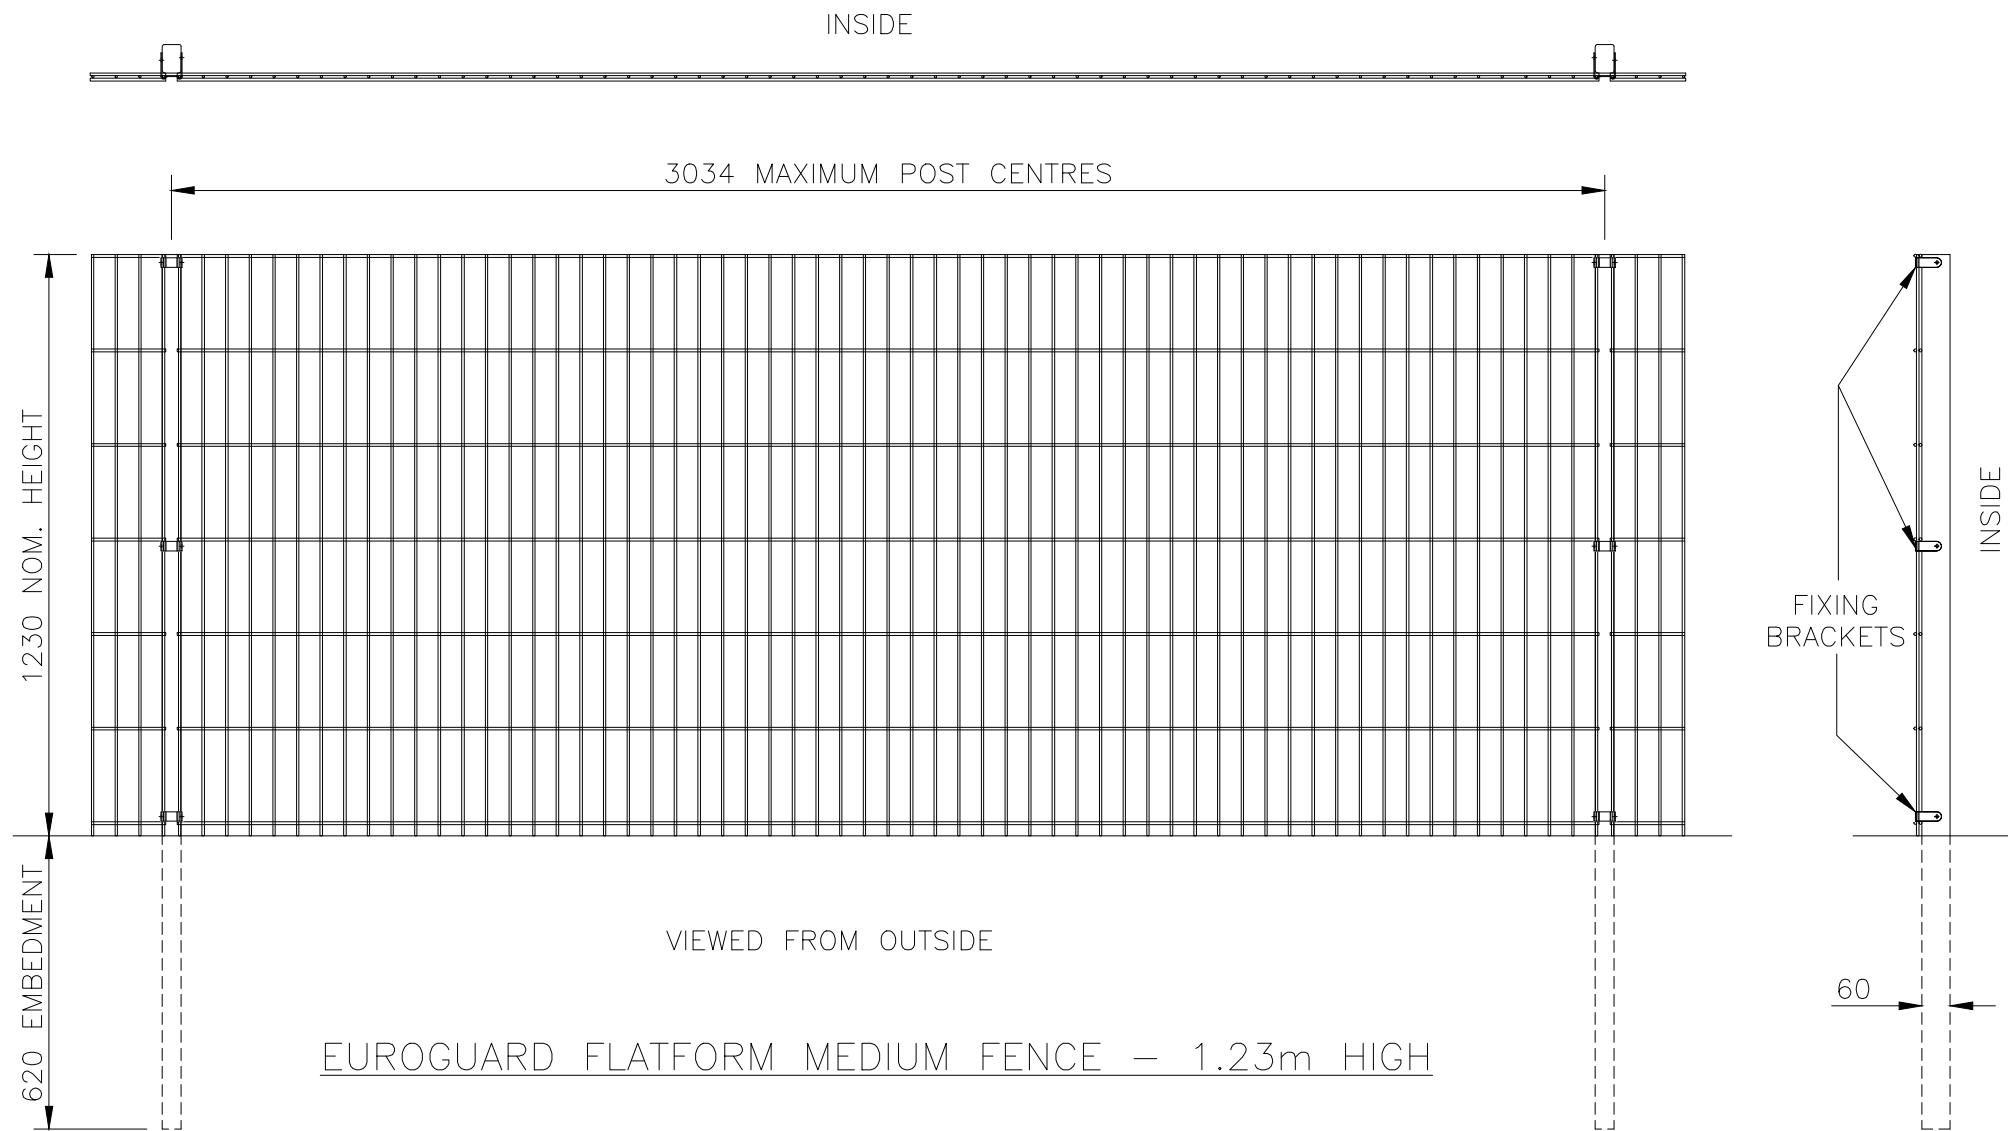 INSIDE
3034 MAXIMUM POST CENTRES
1230 NOM. HEIGHT
INSIDE
FIXING
BRACKETS
620 EMBEDMENT
VIEWED FROM OUTSIDE
60
EUROGUARD FLATFORM MEDIUM FENCE – 1.23m HIGH